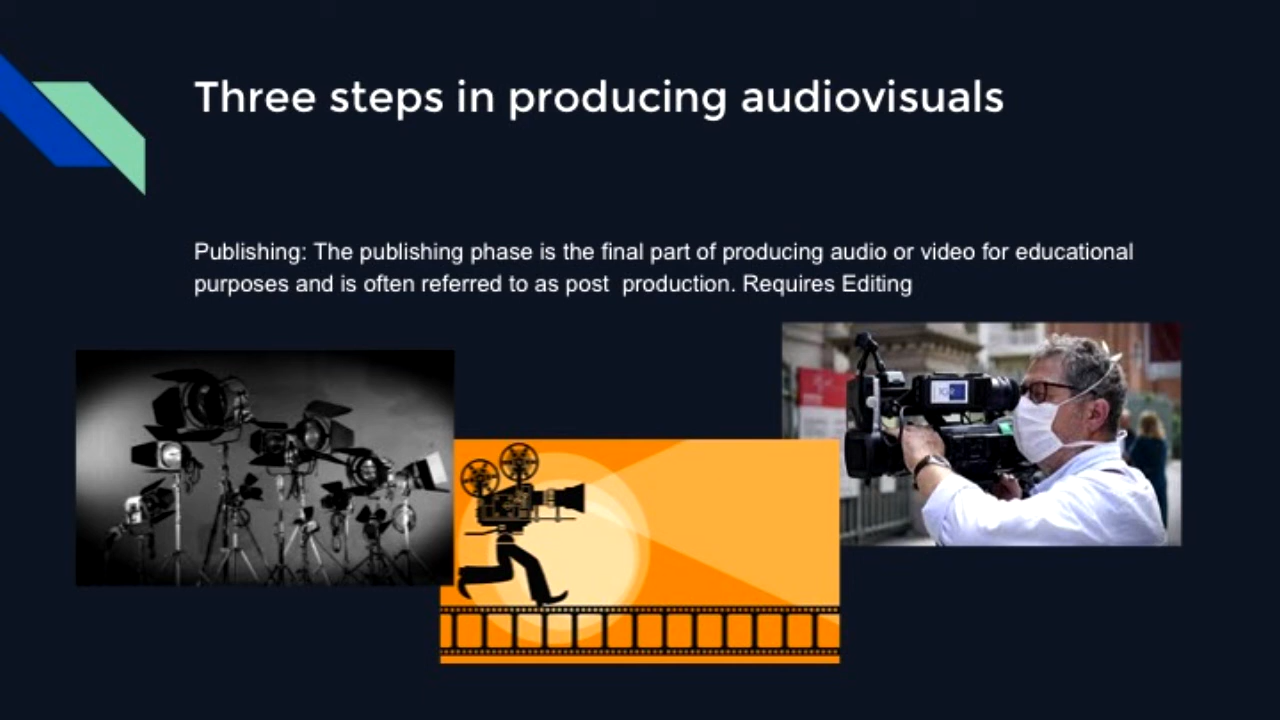 Three steps in producing audiovisuals
Publishing: The publishing phase is the final part of producing audio or video for educational
purposes and is often referred to as post  production. Requires Editing